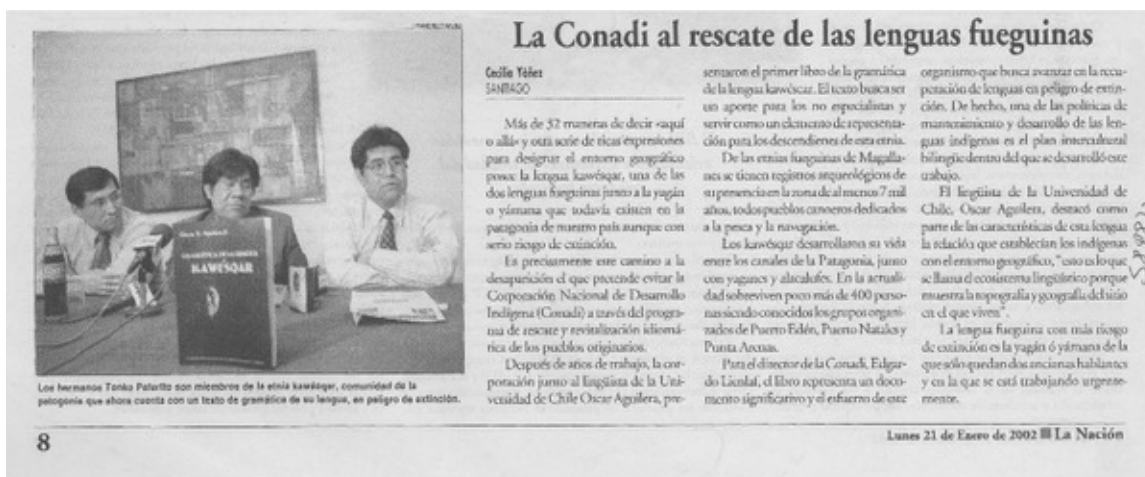 La Conadi al rescate de las lenguas fueguinas
Cecilia Yáñez
SANTIAGO
Más de 32 maneras de decir «aquí
o allá» y otra serie de ricas expresiones
para designar el entorno geográfico
posee la lengua kawésqar, una de las
dos lenguas fueguinas junto a la yagán
o yámana que todavía existen en la
patagonia de nuestro país aunque con
serio riesgo de extinción.
Es precisamente este camino a la
desaparición el que pretende evitar la
Corporación Nacional de Desarrollo
Indígena (Conadi) a través del progra-
ma de rescate y revitalización idiomá-
tica de los pueblos originarios.
Después de años de trabajo, la cor-
poración junto al lingüista de la Uni-
versidad de Chile Oscar Aguilera, pre-
sentaron el primer libro de la gramática
de la lengua kawéscar. El texto busca ser
un aporte para los no especialistas y
servir como un elemento de representa-
ción para los descendientes de esta etnia.
De las etnias fueguinas de Magalla-
nes se tienen registros arqueológicos de
su presencia en la zona de al menos 7 mil
años, todos pueblos canoeros dedicados
a la pesca y la navegación.
Los kawésqar desarrollaron su vida
entre los canales de la Patagonia, junto
con yaganes y alacalufes. En la actuali-
dad sobreviven poco más de 400 perso-
nas siendo conocidos los grupos organi-
zados de Puerto Edén, Puerto Natales y
Punta Arenas.
Para el director de la Conadi, Edgar-
do Lienlaf, el libro representa un docu-
mento significativo y el esfuerzo de este
organismo que busca avanzar en la recu-
peración de lenguas en peligro de extin-
ción. De hecho, una de las políticas de
mantenimiento y desarrollo de las len-
guas indígenas es el plan intercultural
bilingüe dentro del que se desarrolló este
trabajo.
El lingüista de la Universidad de
Chile, Oscar Aguilera, destacó como
parte de las características de esta lengua
la relación que establecían los indígenas
con el entorno geográfico, "esto es lo que
se llama el ecosistema lingüístico porque
muestra la topografía y geografía del sitio
en el que viven".
La lengua fueguina con más riesgo
de extinción es la yagán o yámana de la
que sólo quedan dos ancianas hablantes
y en la que se está trabajando urgente-
mente.
KAWÉSQAR
Los hermanos Tonko Paterito son miembros de la etnia kawésqar, comunidad de la
patogonia que ahora cuenta con un texto de gramática de su lengua, en peligro de extinción.
8
Lunes 21 de Enero de 2002 La Nación